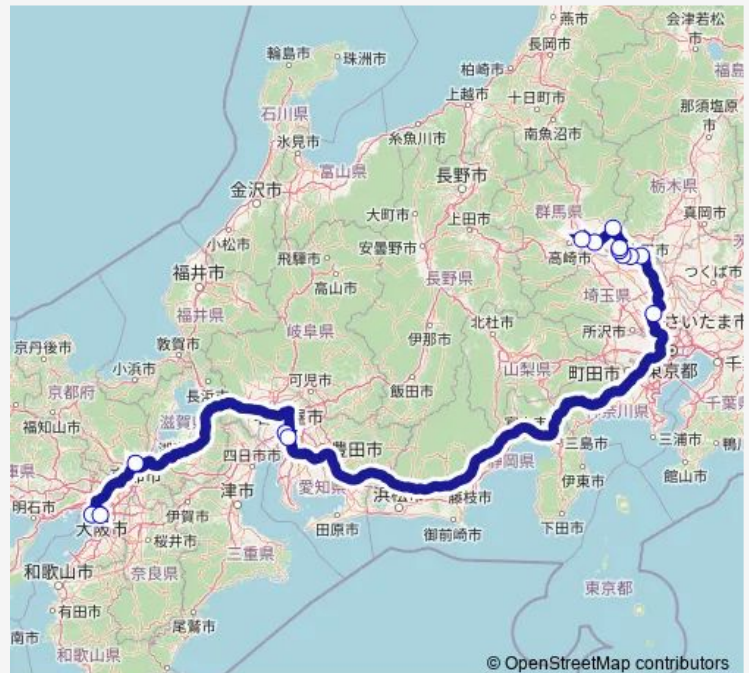 燕市
会津若松市
輪島市
珠洲市
長岡市
柏崎市
福島
上越市
十日町市
那須塩原市
石川県
糸魚川市
南魚沼市
氷見市
富山県
長野市
栃木県
金沢市
大町市
上田市
群馬県
真岡市
小松市
飛騨市
安曇野市
高崎市
福井市
高山市
長野県
つくば市
福井県
埼玉県
岐阜県
北杜市
所沢市
さいたま市
敦賀市
伊那市
京丹後市
小浜市
山梨県
町田市
東京都
千
京都府
長浜市
可児市
飯田市
千葉県
福知山市
滋賀県
四日市市
豊田市
三島市
三浦市
鴨川
静岡県
明石市
津市
愛知県
浜松市
藤枝市
伊東市
館山市
大阪市
伊賀市
田原市
御前崎市
下田市
桜井市
三重県
和歌山市
奈良県
東京都
有田市
尾鷲市
南市
和歌山県
© OpenStreetMap contributors